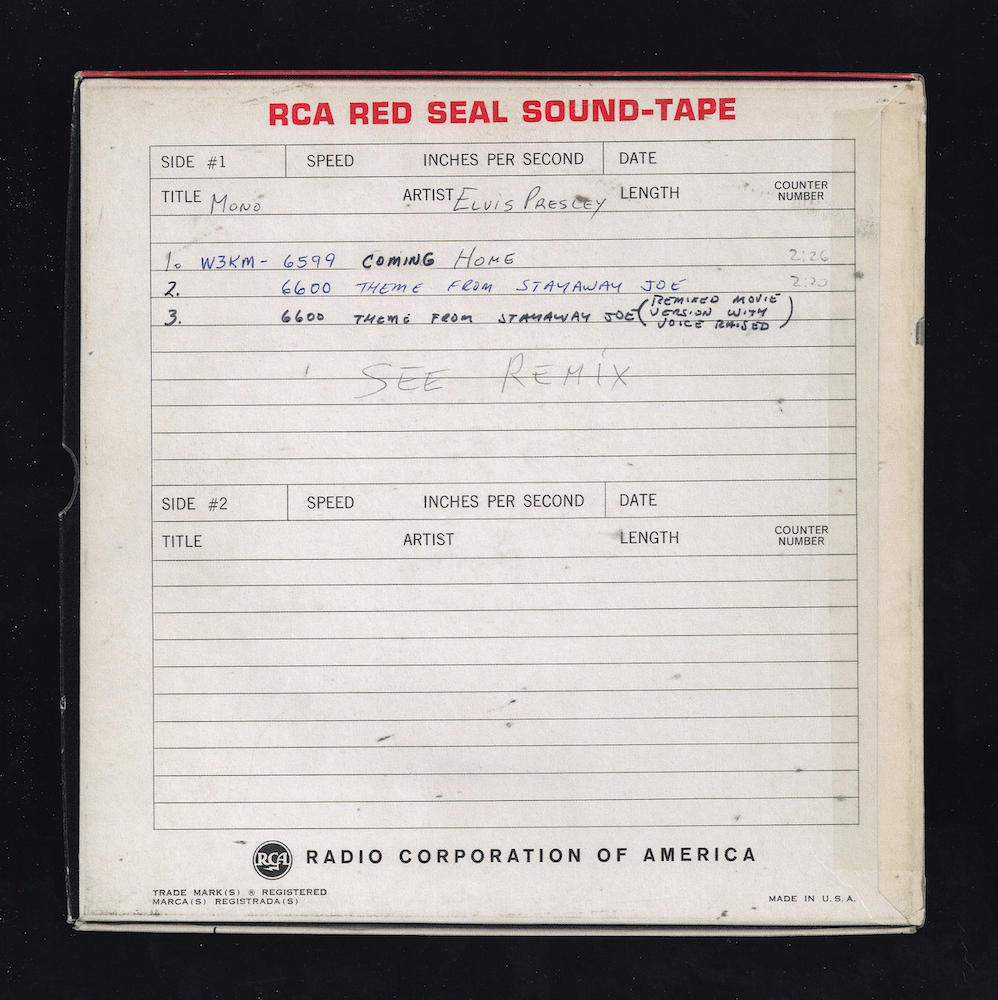 RCA RED SEAL SOUND-TAPE
SIDE #1 SPEED INCHES PER SECOND DATE
TITLE Mono ARTIST Elvis Presley LENGTH COUNTER NUMBER
1. W3KM- 6599 COMING HOME 2:26
2. 6600 THEME FROM STAYAWAY JOE 2:20
3. 6600 THEME FROM STAYAWAY JOE (REMIXED MOVIE
VERSION WITH
VOICE RAISED)
SEE REMIX
SIDE #2 SPEED INCHES PER SECOND DATE
TITLE ARTIST LENGTH COUNTER NUMBER
RCA RADIO CORPORATION OF AMERICA
TRADE MARK(S) ® REGISTERED
MARCA(S) REGISTRADA(S)
MADE IN U.S.A.